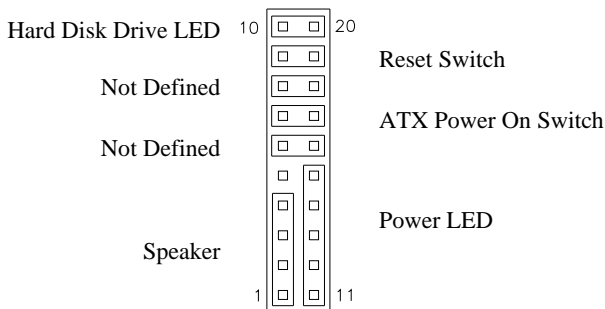 Hard Disk Drive LED 10 20
Reset Switch
Not Defined
ATX Power On Switch
Not Defined
Power LED
Speaker
1 11